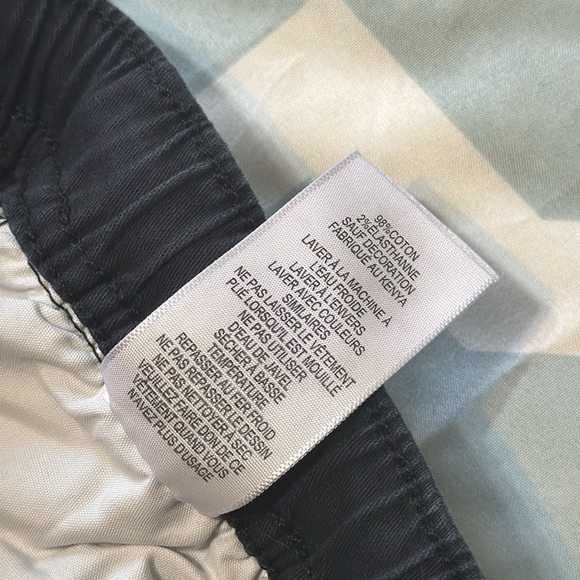 98% COTON
2% ÉLASTHANNE
SAUF DÉCORATION
FABRIQUÉ AU KENYA
LAVER À LA MACHINE À
L'EAU FROIDE
LAVER À L'ENVERS
LAVER AVEC COULEURS
SIMILAIRES
NE PAS LAISSER LE VÊTEMENT
PLIÉ LORSQU'IL EST MOUILLÉ
NE PAS UTILISER
D'EAU DE JAVEL
SÉCHER À BASSE
TEMPÉRATURE
REPASSER AU FER FROID
NE PAS REPASSER LE DESSIN
NE PAS NETTOYER À SEC
VEUILLEZ FAIRE DON DE CE
VÊTEMENT QUAND VOUS
N'AVEZ PLUS D'USAGE